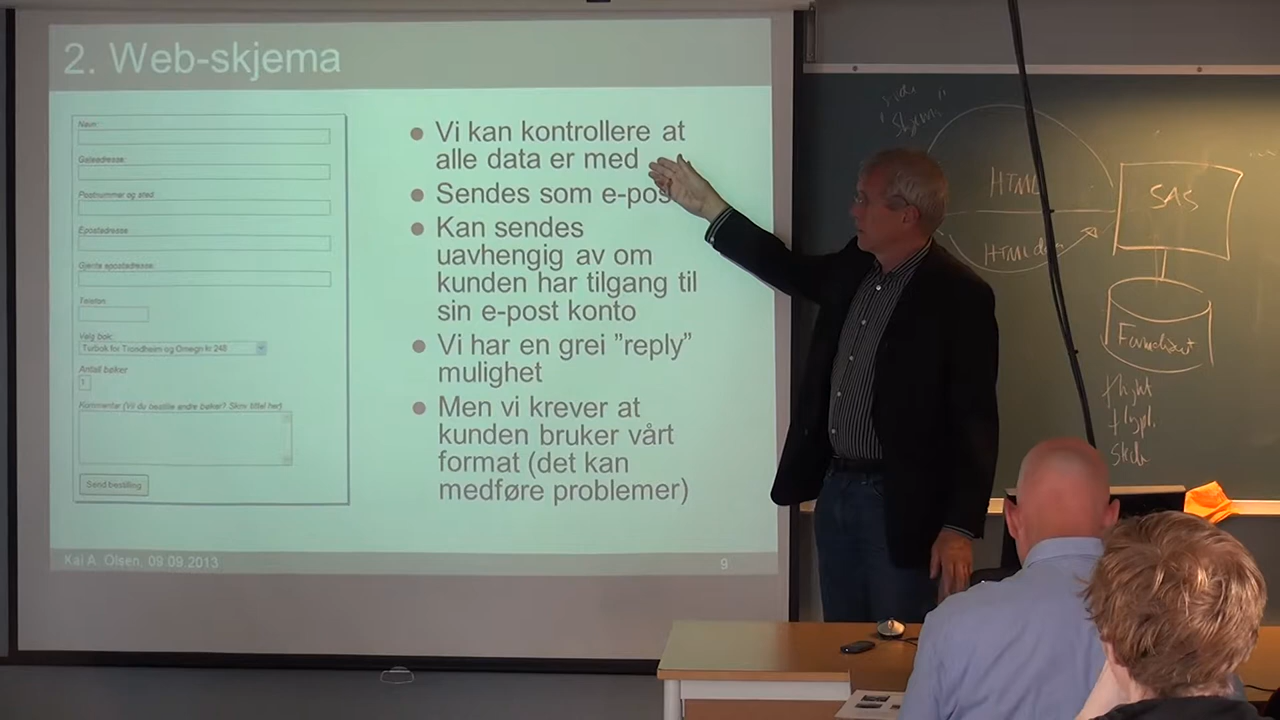 2. Web-skjema
Navn:
Gateadresse:
Postnummer og sted
Epostadresse:
Gjenta epostadresse:
Telefon:
Velg bok:
Turbok for Trondheim og Omegn kr 248
Antall bøker
1
Kommentar (Vil du bestille andre bøker? Skriv tittel her)
Send bestilling
Vi kan kontrollere at
alle data er med
Sendes som e-pos
Kan sendes
uavhengig av om
kunden har tilgang til
sin e-post konto
Vi har en grei ”reply”
mulighet
Men vi krever at
kunden bruker vårt
format (det kan
medføre problemer)
Kai A. Olsen, 09.09.2013
9
"Skjema"
HTML
HTML
SAS